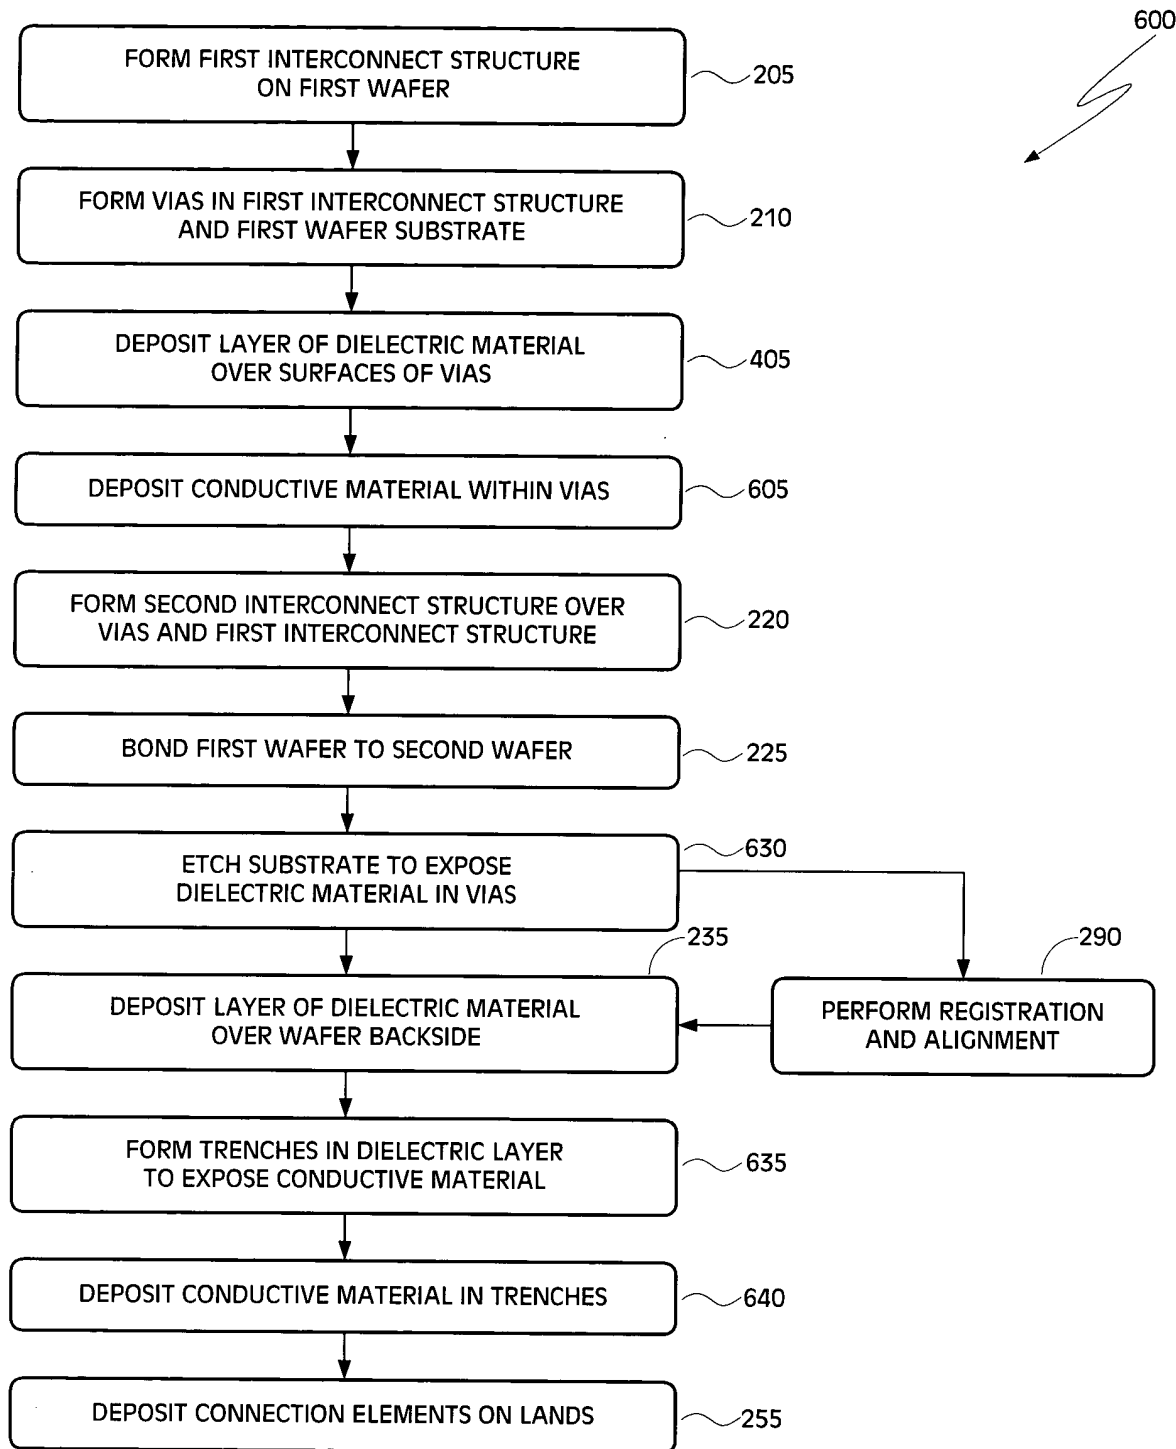 600
FORM FIRST INTERCONNECT STRUCTURE
ON FIRST WAFER
205
FORM VIAS IN FIRST INTERCONNECT STRUCTURE
AND FIRST WAFER SUBSTRATE
210
DEPOSIT LAYER OF DIELECTRIC MATERIAL
OVER SURFACES OF VIAS
405
DEPOSIT CONDUCTIVE MATERIAL WITHIN VIAS
605
FORM SECOND INTERCONNECT STRUCTURE OVER
VIAS AND FIRST INTERCONNECT STRUCTURE
220
BOND FIRST WAFER TO SECOND WAFER
225
ETCH SUBSTRATE TO EXPOSE
DIELECTRIC MATERIAL IN VIAS
630
235
DEPOSIT LAYER OF DIELECTRIC MATERIAL
OVER WAFER BACKSIDE
290
PERFORM REGISTRATION
AND ALIGNMENT
FORM TRENCHES IN DIELECTRIC LAYER
TO EXPOSE CONDUCTIVE MATERIAL
635
DEPOSIT CONDUCTIVE MATERIAL IN TRENCHES
640
DEPOSIT CONNECTION ELEMENTS ON LANDS
255